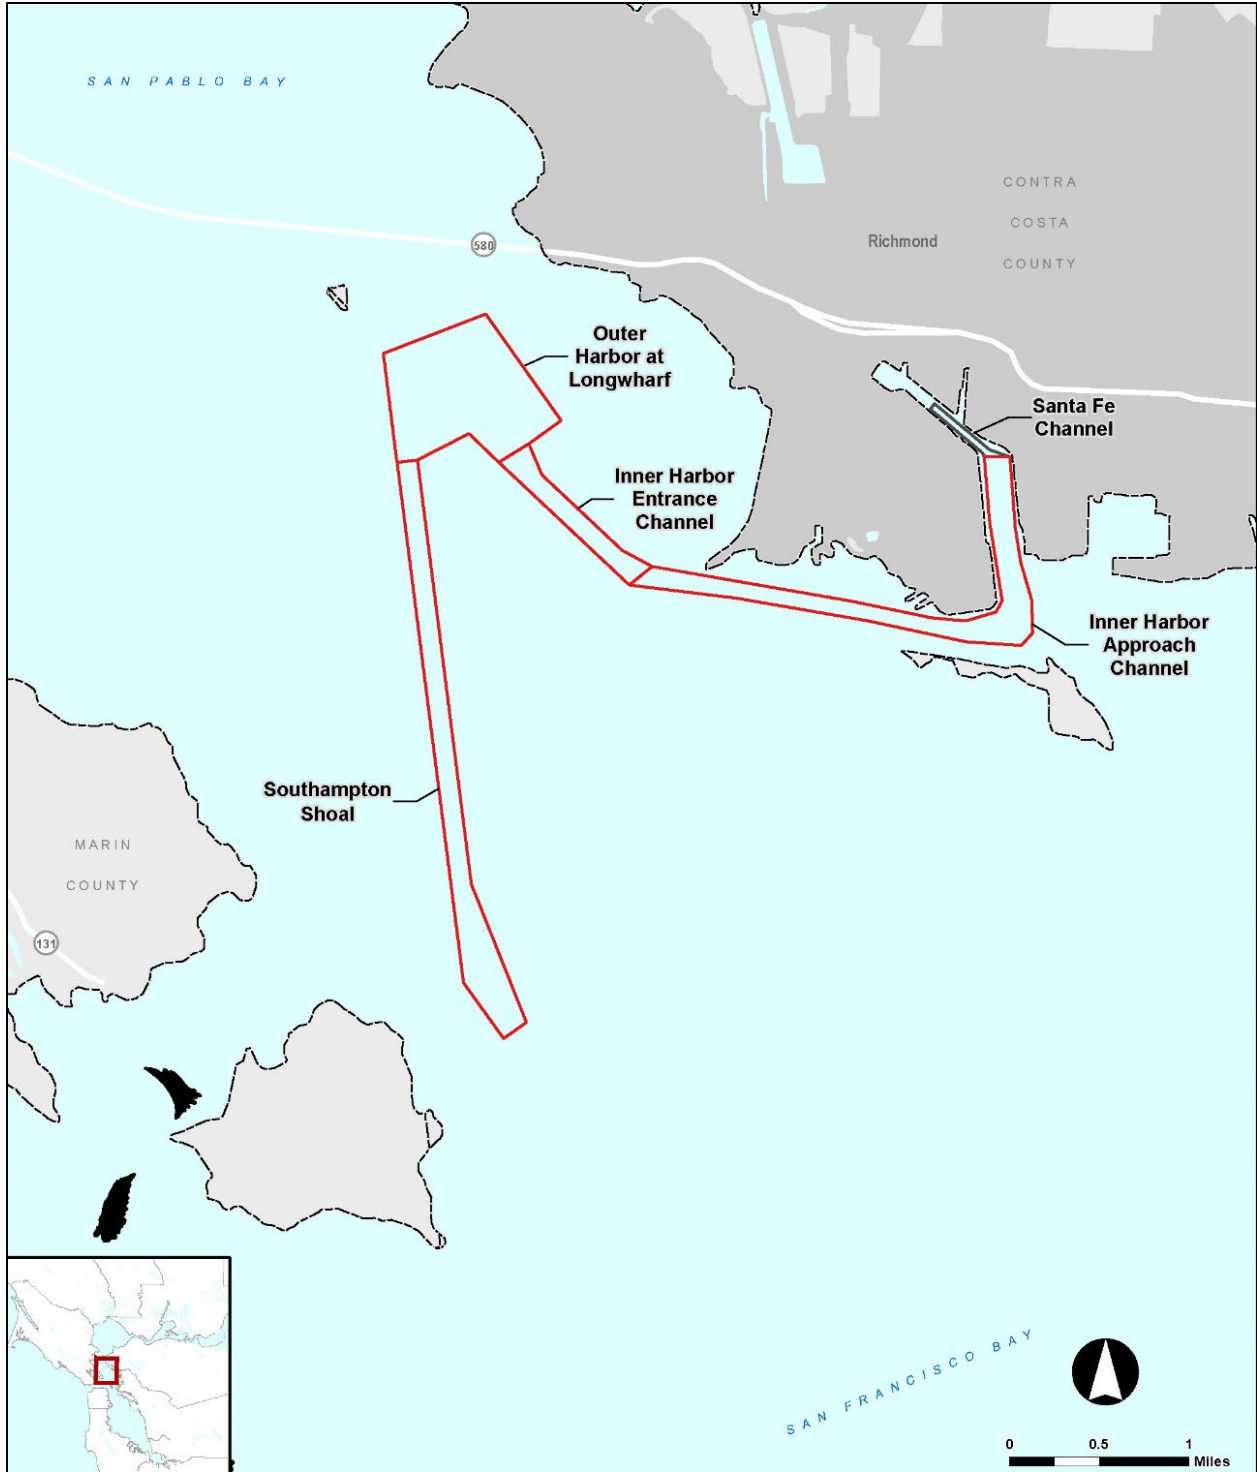 SAN PABLO BAY
CONTRA
COSTA
COUNTY
Richmond
580
Outer
Harbor at
Longwharf
Santa Fe
Channel
Inner Harbor
Entrance
Channel
Inner Harbor
Approach
Channel
Southampton
Shoal
MARIN
COUNTY
131
SAN FRANCISCO BAY
0 0.5 1
Miles